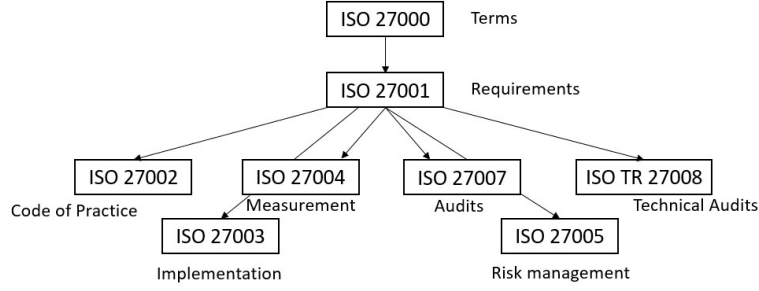 ISO 27000 Terms
ISO 27001 Requirements
ISO 27002 ISO 27004 ISO 27007 ISO TR 27008
Code of Practice Measurement Audits Technical Audits
ISO 27003 ISO 27005
Implementation Risk management